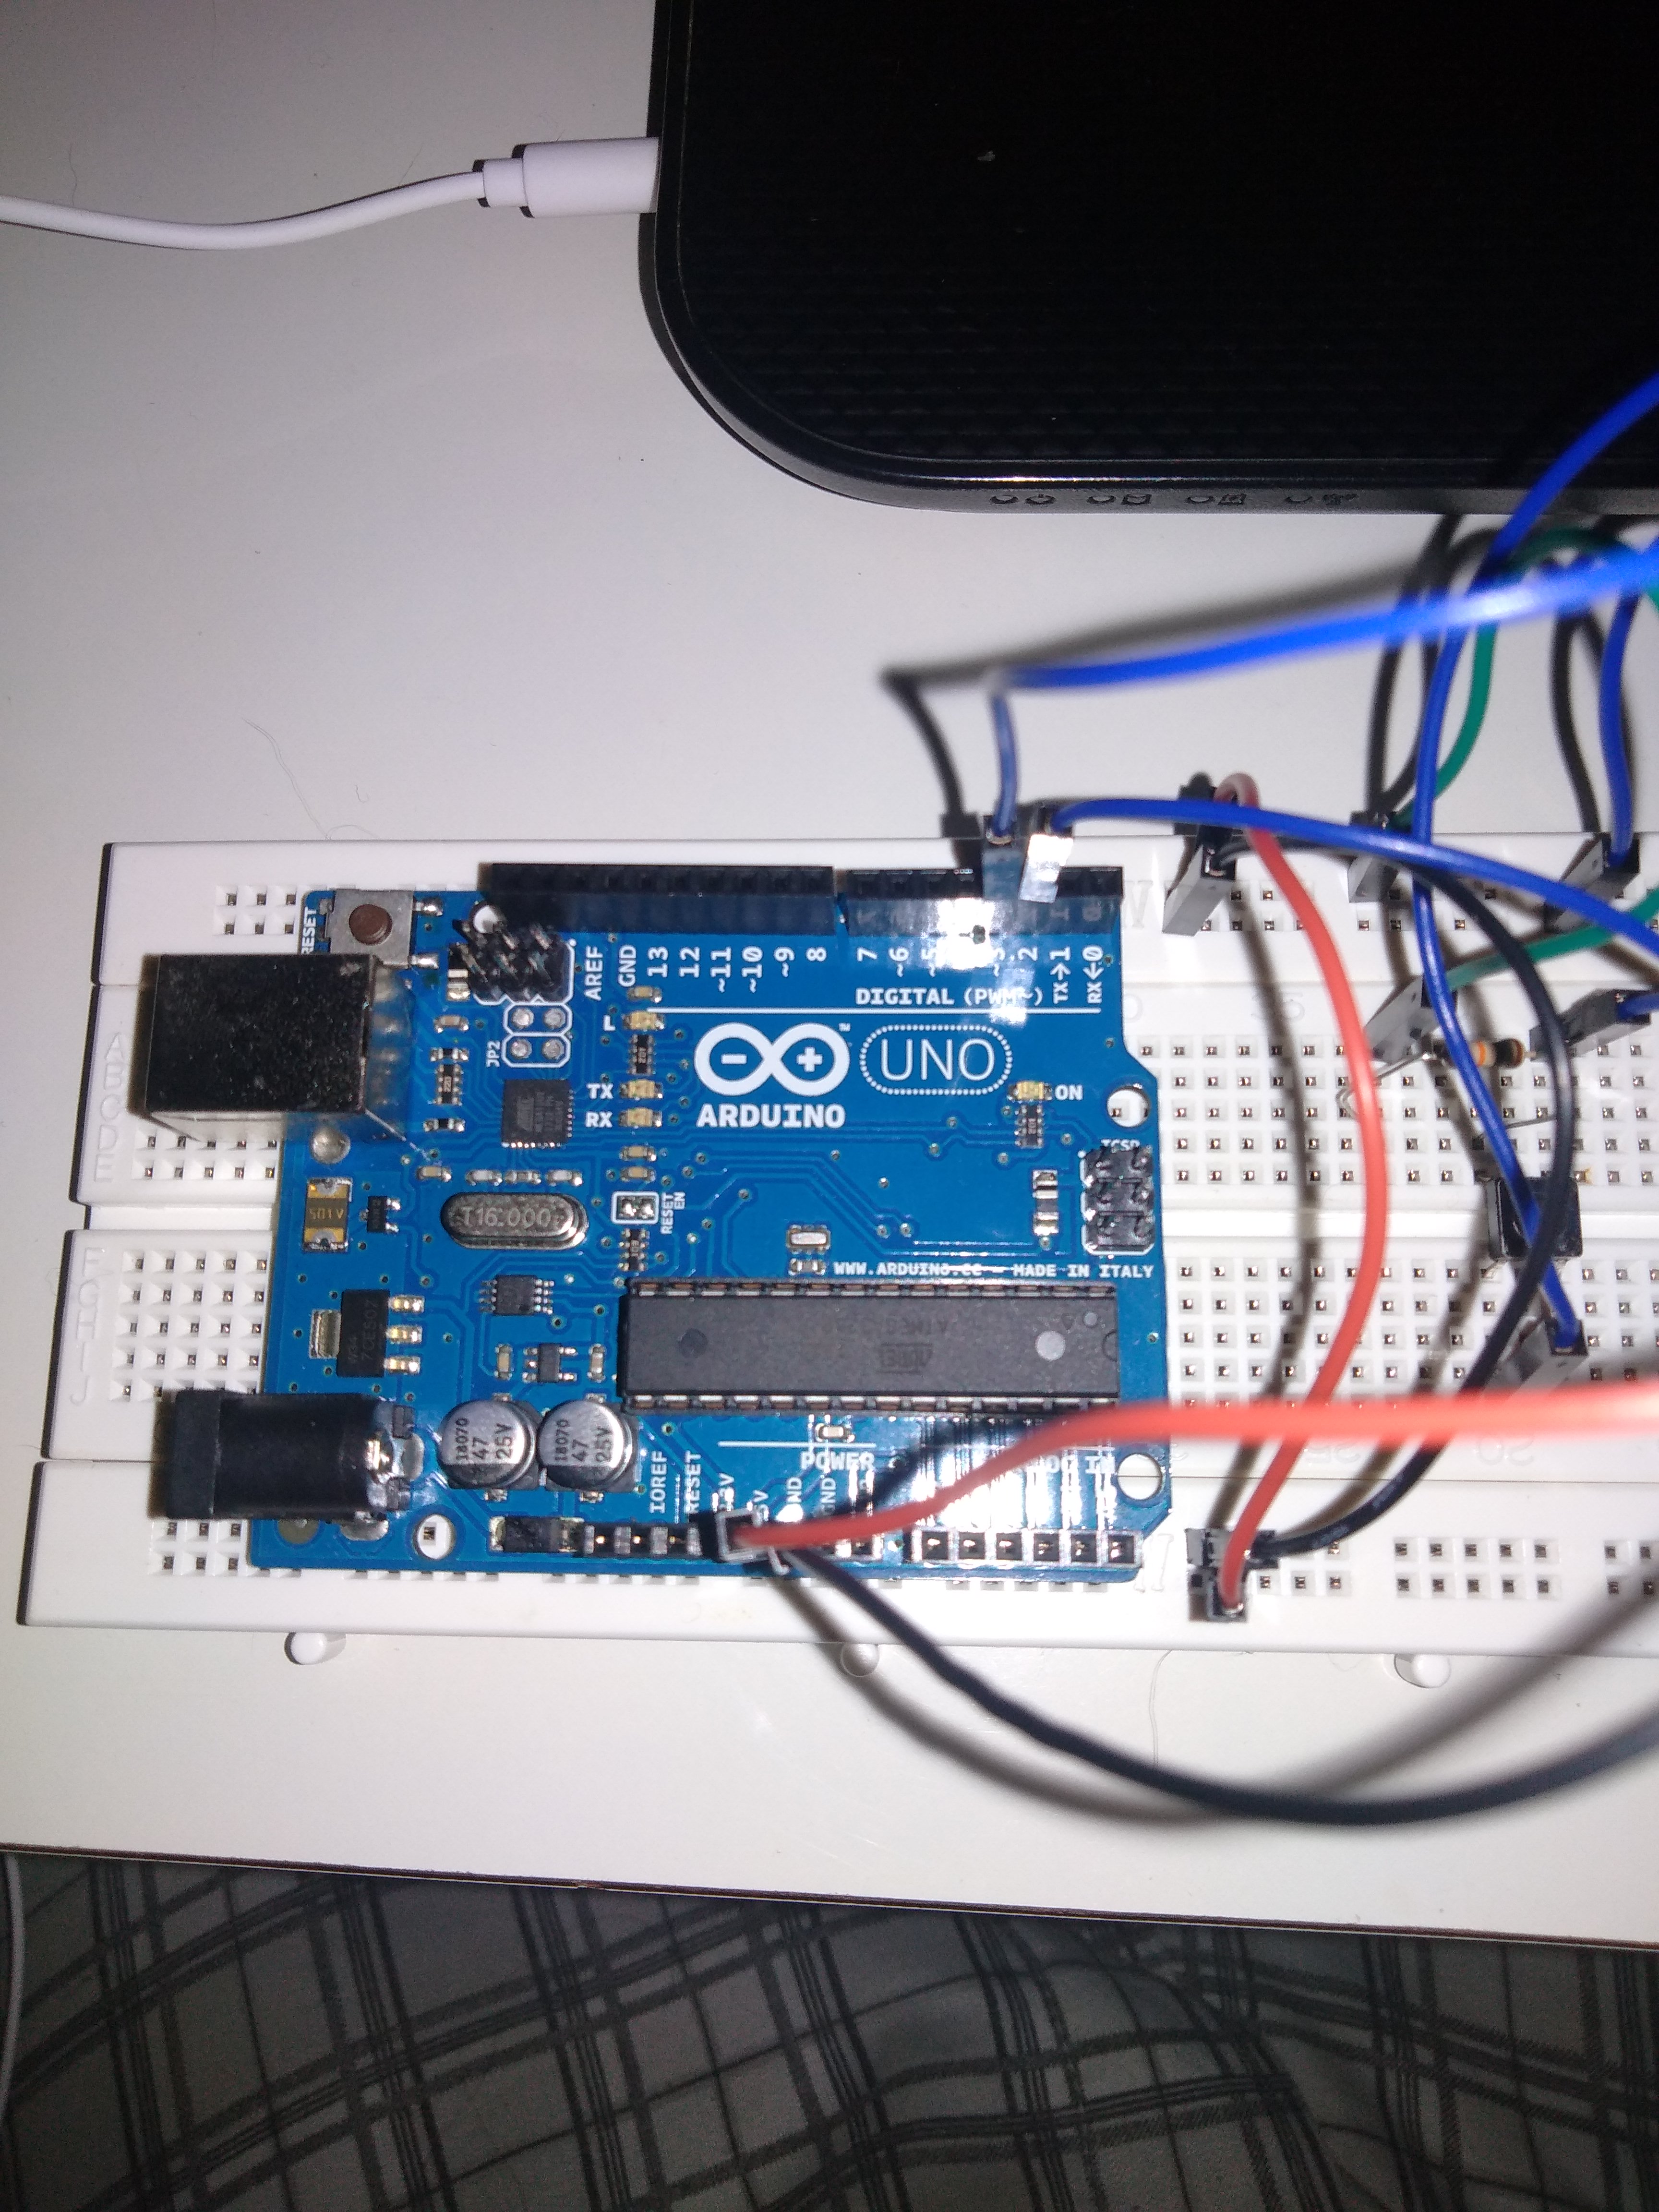 RESET
AREF
GND
13
12
~11
~10
~9
8
7
~6
2
TX→1
RX←0
DIGITAL (PWM~)
L
JP2
TX
RX
UNO
ARDUINO
ON
ICSP
501V
T16.000
RESET
EN
WWW.ARDUINO.CC - MADE IN ITALY
47
25V
47
25V
POWER
IOREF
RESET
GND
F
G
H
I
J